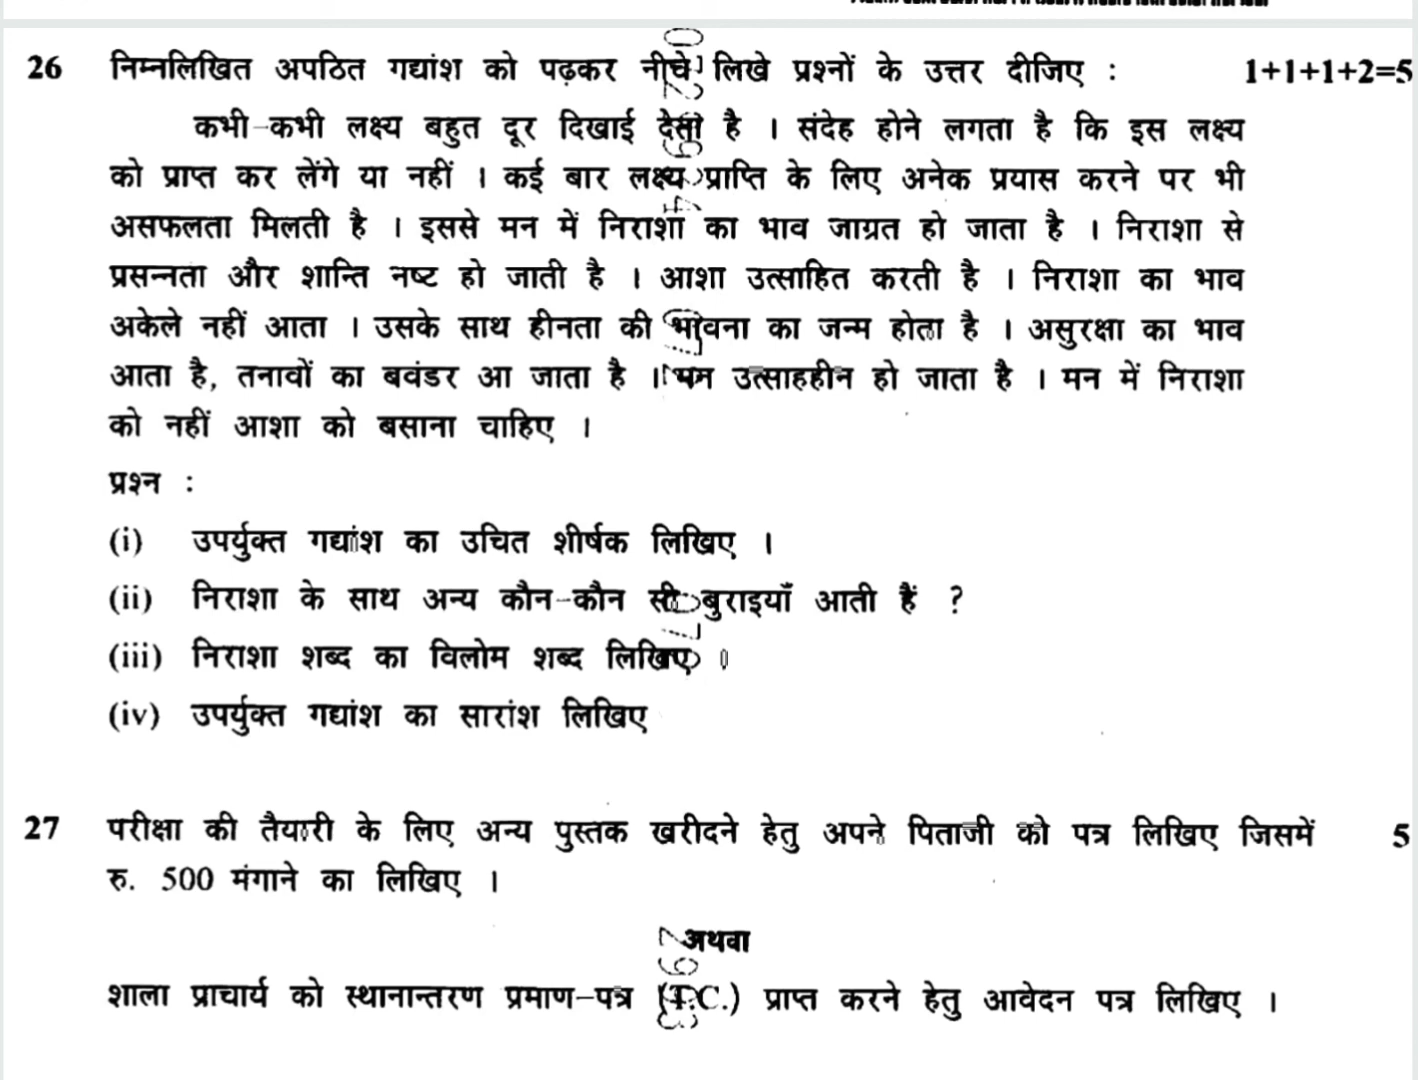 26 निम्नलिखित अपठित गद्यांश को पढ़कर नीचे लिखे प्रश्नों के उत्तर दीजिए : 1+1+1+2=5
कभी-कभी लक्ष्य बहुत दूर दिखाई देता है । संदेह होने लगता है कि इस लक्ष्य
को प्राप्त कर लेंगे या नहीं । कई बार लक्ष्य प्राप्ति के लिए अनेक प्रयास करने पर भी
असफलता मिलती है । इससे मन में निराशा का भाव जाग्रत हो जाता है । निराशा से
प्रसन्नता और शान्ति नष्ट हो जाती है । आशा उत्साहित करती है । निराशा का भाव
अकेले नहीं आता । उसके साथ हीनता की भावना का जन्म होता है । असुरक्षा का भाव
आता है, तनावों का बवंडर आ जाता है । मन उत्साहहीन हो जाता है । मन में निराशा
को नहीं आशा को बसाना चाहिए ।
प्रश्न :
(i) उपर्युक्त गद्यांश का उचित शीर्षक लिखिए ।
(ii) निराशा के साथ अन्य कौन-कौन सी बुराइयाँ आती हैं ?
(iii) निराशा शब्द का विलोम शब्द लिखिए ।
(iv) उपर्युक्त गद्यांश का सारांश लिखिए
27 परीक्षा की तैयारी के लिए अन्य पुस्तक खरीदने हेतु अपने पिताजी को पत्र लिखिए जिसमें 5
रु. 500 मंगाने का लिखिए ।
अथवा
शाला प्राचार्य को स्थानान्तरण प्रमाण-पत्र (T.C.) प्राप्त करने हेतु आवेदन पत्र लिखिए ।